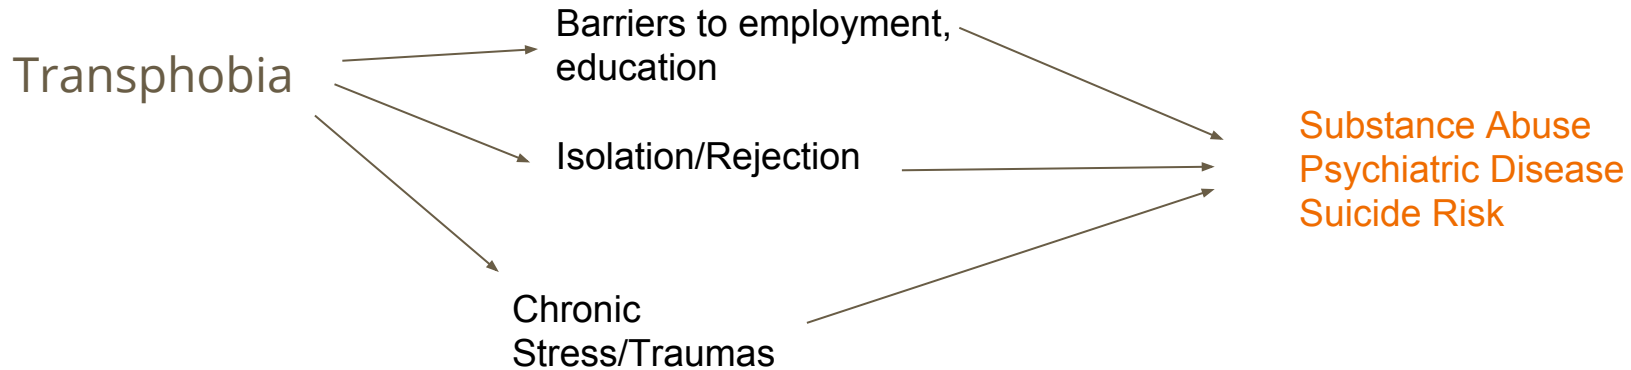 Transphobia
Barriers to employment,
education
Isolation/Rejection
Chronic
Stress/Traumas
Substance Abuse
Psychiatric Disease
Suicide Risk